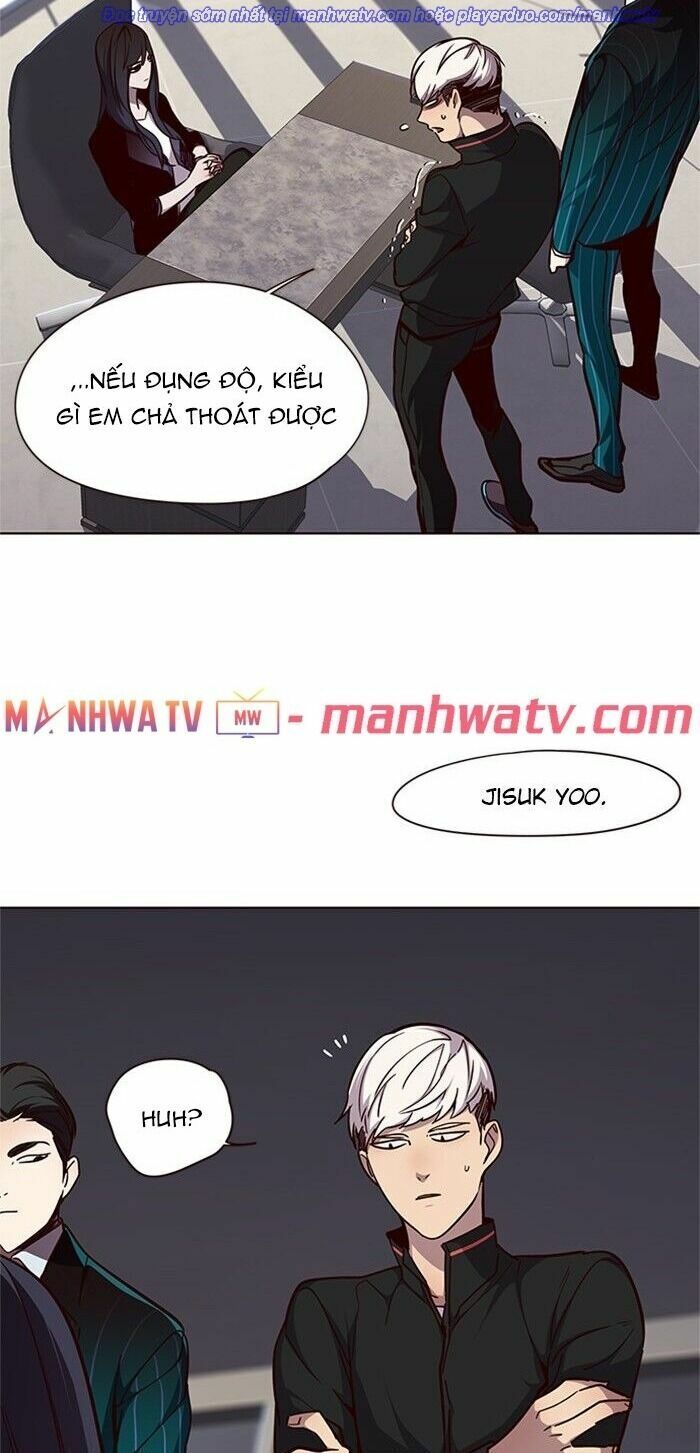 Đọc truyện sớm nhất tại manhwatv.com hoặc playerduo.com/manhwatv
,..NẾU ĐỤNG ĐỘ, KIỂU
GÌ EM CHẢ THOÁT ĐƯỢC
MANHWA TV MW - manhwatv.com
JISUK YOO.
HUH?